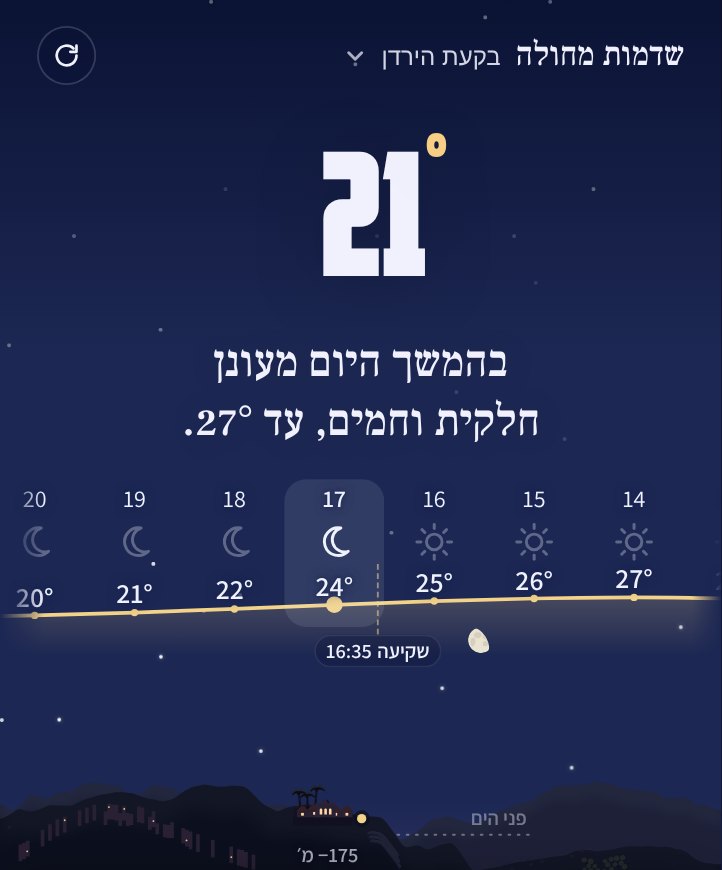 שדמות מחולה בקעת הירדן
21°
בהמשך היום מעונן
חלקית וחמים, עד 27°.
14 15 16 17 18 19 20
27° 26° 25° 24° 22° 21° 20°
שקיעה 16:35
פני הים
−175 מ׳